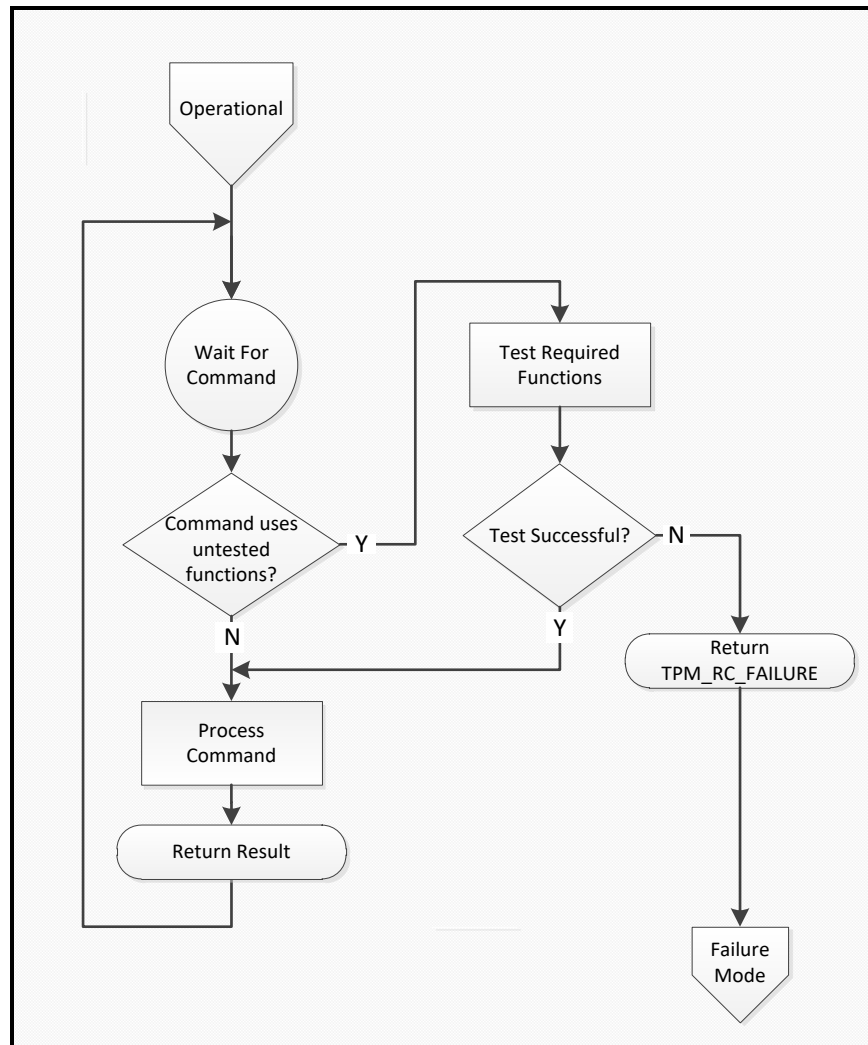 Operational
Wait For
Command
Test Required
Functions
Command uses
untested
functions?
Y
Test Successful?
N
N
Y
Return
TPM_RC_FAILURE
Process
Command
Return Result
Failure
Mode